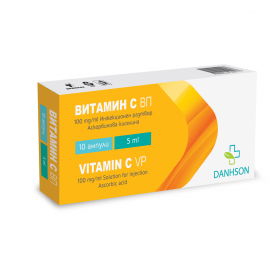 ВИТАМИН C ВП
100 mg/ml Инжекционен разтвор
Аскорбинова киселина
10 ампули
5 ml
VITAMIN C VP
100 mg/ml Solution for injection
Ascorbic acid
DANHSON